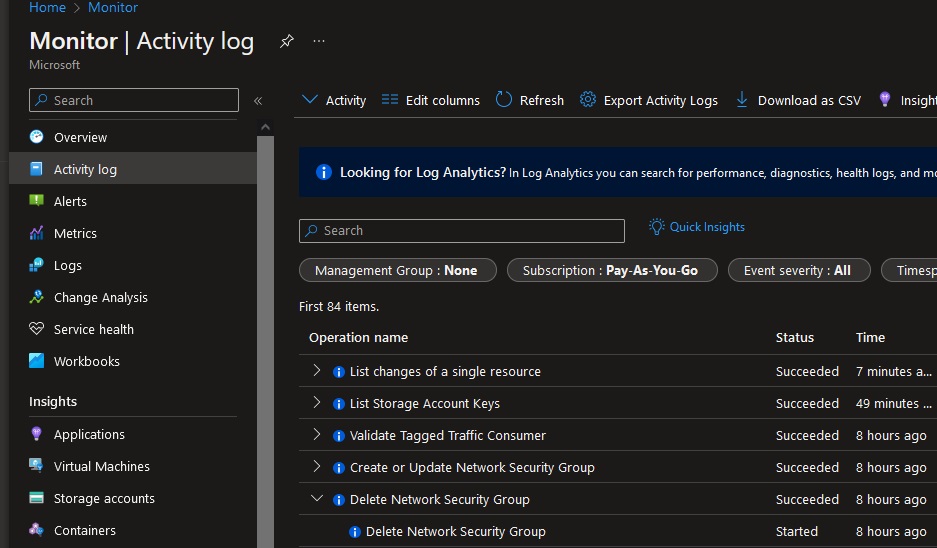 Home > Monitor
Monitor | Activity log
Microsoft
Search
Overview
Activity log
Alerts
Metrics
Logs
Change Analysis
Service health
Workbooks
Insights
Applications
Virtual Machines
Storage accounts
Containers
Activity Edit columns Refresh Export Activity Logs Download as CSV Insight
Looking for Log Analytics? In Log Analytics you can search for performance, diagnostics, health logs, and mo
Search Quick Insights
Management Group : None Subscription : Pay-As-You-Go Event severity : All Timesp
First 84 items.
Operation name Status Time
List changes of a single resource Succeeded 7 minutes a...
List Storage Account Keys Succeeded 49 minutes ...
Validate Tagged Traffic Consumer Succeeded 8 hours ago
Create or Update Network Security Group Succeeded 8 hours ago
Delete Network Security Group Succeeded 8 hours ago
Delete Network Security Group Started 8 hours ago